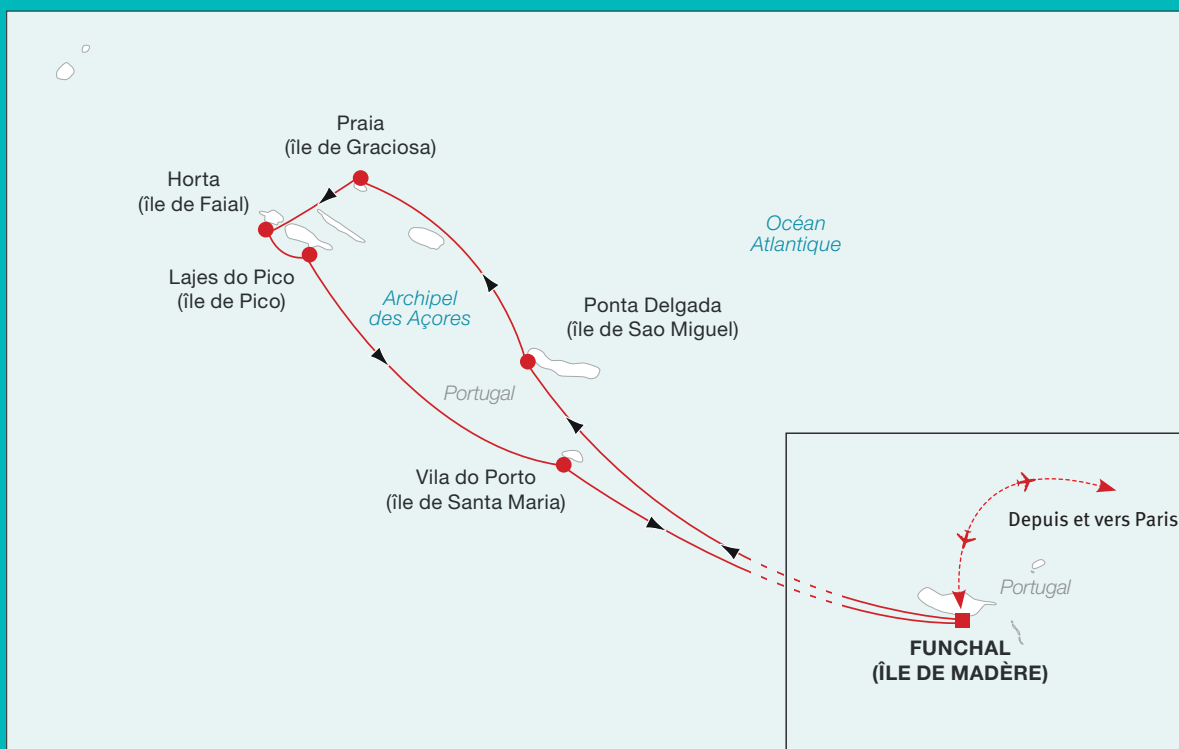 Praia
(île de Graciosa)
Horta
(île de Faial)
Océan
Atlantique
Lajes do Pico
(île de Pico)
Archipel
des Açores
Ponta Delgada
(île de Sao Miguel)
Portugal
Vila do Porto
(île de Santa Maria)
Depuis et vers Paris
Portugal
FUNCHAL
(ÎLE DE MADÈRE)